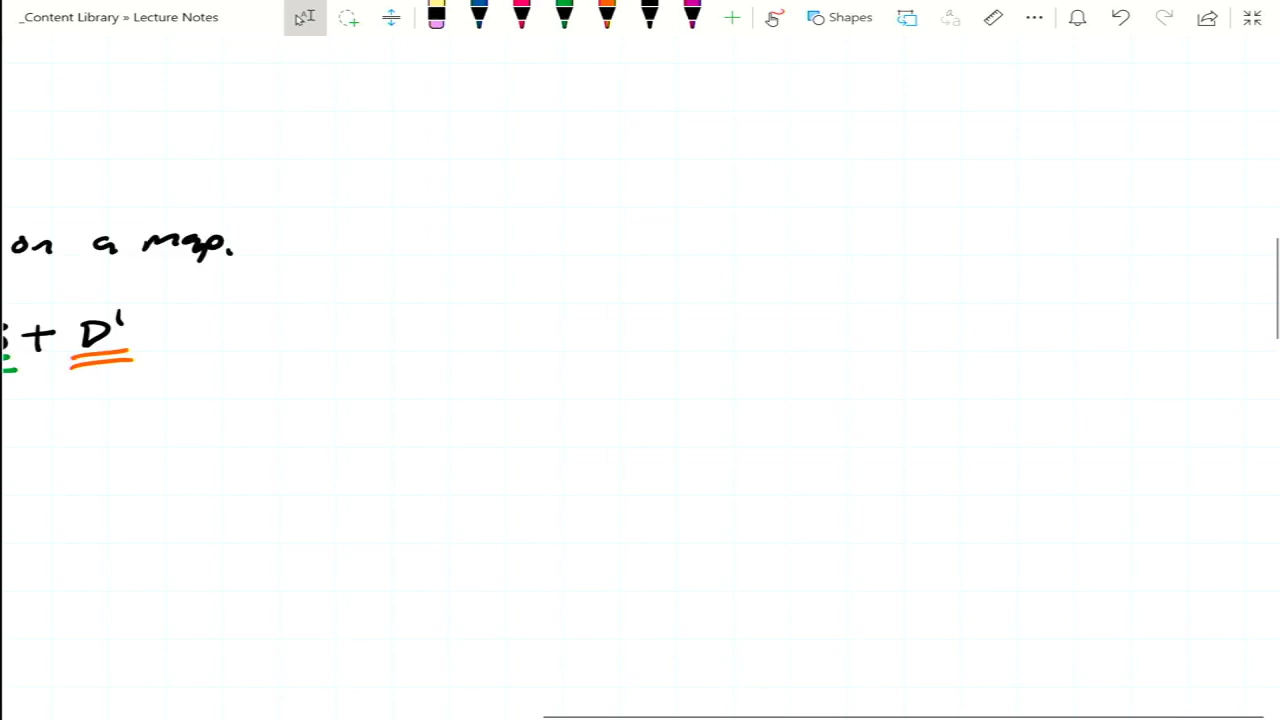 _Content Library » Lecture Notes
Shapes
on a map.
+ D'